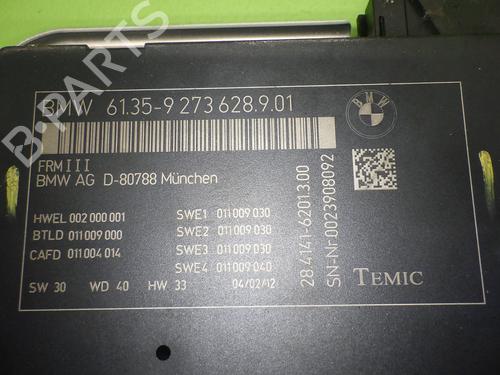 BMW 61.35-9 273 628.9.01
BMW
FRM III
BMW AG D-80788 München
HWEL 002 000 001
BTLD 011 009 000
CAFD 011 004 014
SWE1 011 009 030
SWE2 011 009 030
SWE3 011 009 030
SWE4 011 009 040
SW 30 WD 40 HW 33 04/02/12
28.4141-6201 3.00
SN-Nr 0023908092
TEMIC
B-PARTS